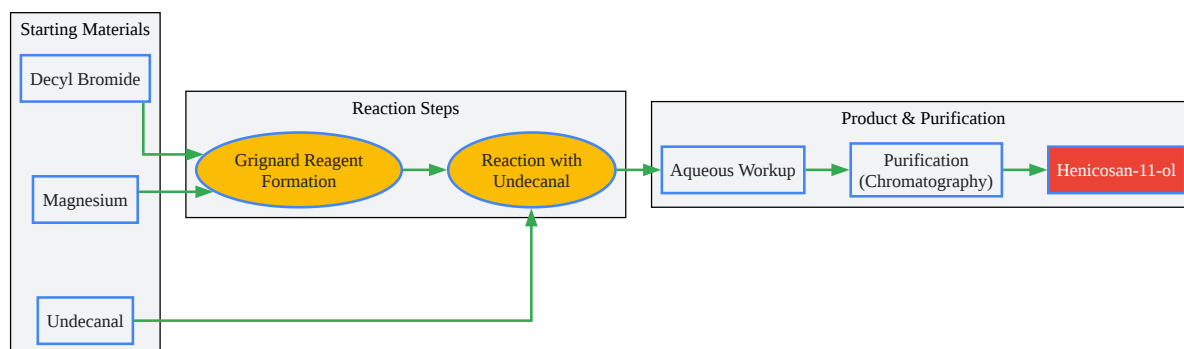 Starting Materials
Decyl Bromide
Magnesium
Undecanal
Reaction Steps
Grignard Reagent
Formation
Reaction with
Undecanal
Product & Purification
Aqueous Workup
Purification
(Chromatography)
Henicosan-11-ol